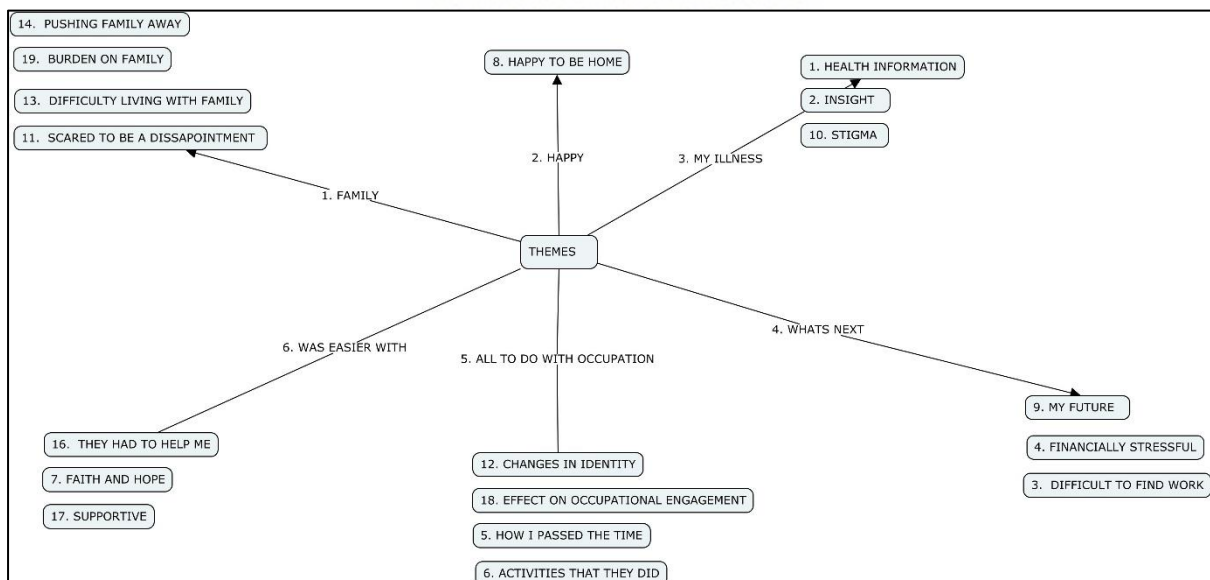 14. PUSHING FAMILY AWAY
19. BURDEN ON FAMILY
13. DIFFICULTY LIVING WITH FAMILY
11. SCARED TO BE A DISSAPOINTMENT
8. HAPPY TO BE HOME
1. HEALTH INFORMATION
2. INSIGHT
10. STIGMA
1. FAMILY
2. HAPPY
3. MY ILLNESS
THEMES
6. WAS EASIER WITH
5. ALL TO DO WITH OCCUPATION
4. WHATS NEXT
16. THEY HAD TO HELP ME
7. FAITH AND HOPE
17. SUPPORTIVE
12. CHANGES IN IDENTITY
18. EFFECT ON OCCUPATIONAL ENGAGEMENT
5. HOW I PASSED THE TIME
6. ACTIVITIES THAT THEY DID
9. MY FUTURE
4. FINANCIALLY STRESSFUL
3. DIFFICULT TO FIND WORK